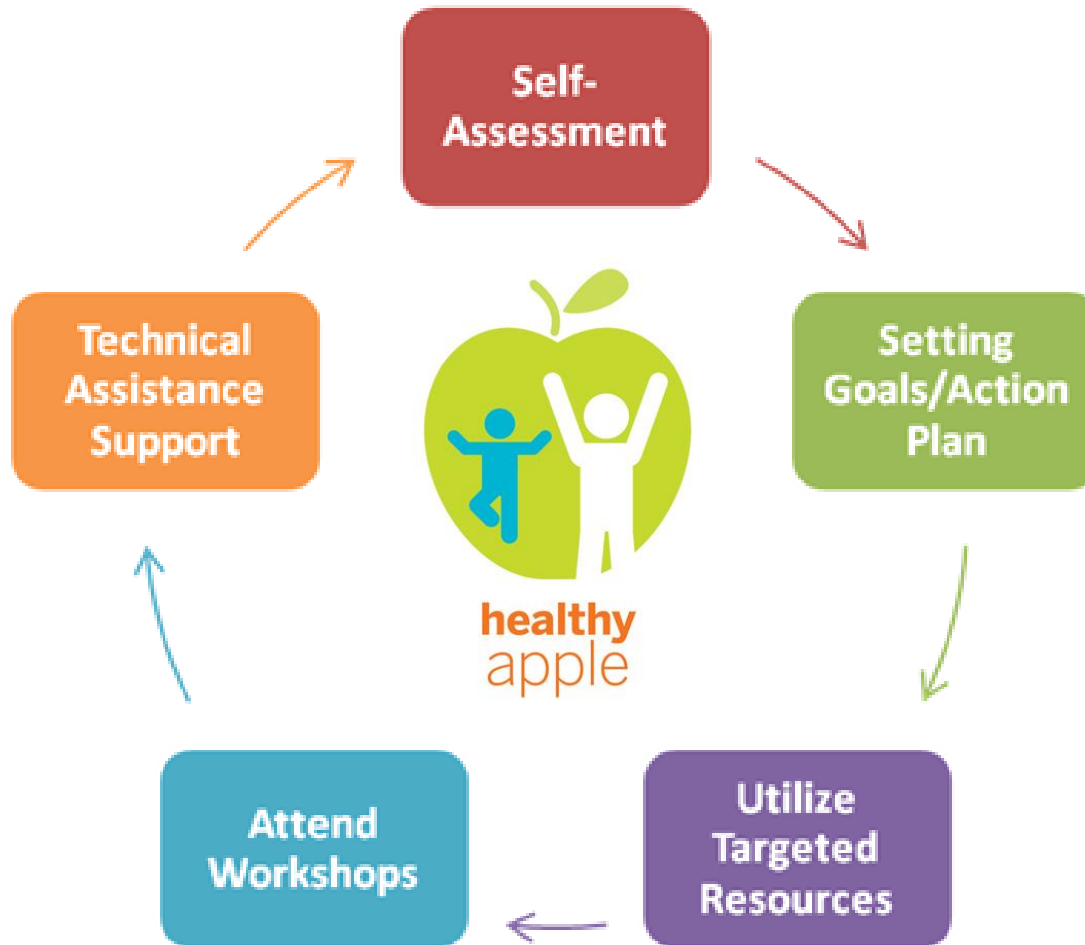 Self-
Assessment
Setting
Goals/Action
Plan
Utilize
Targeted
Resources
Attend
Workshops
Technical
Assistance
Support
healthy
apple